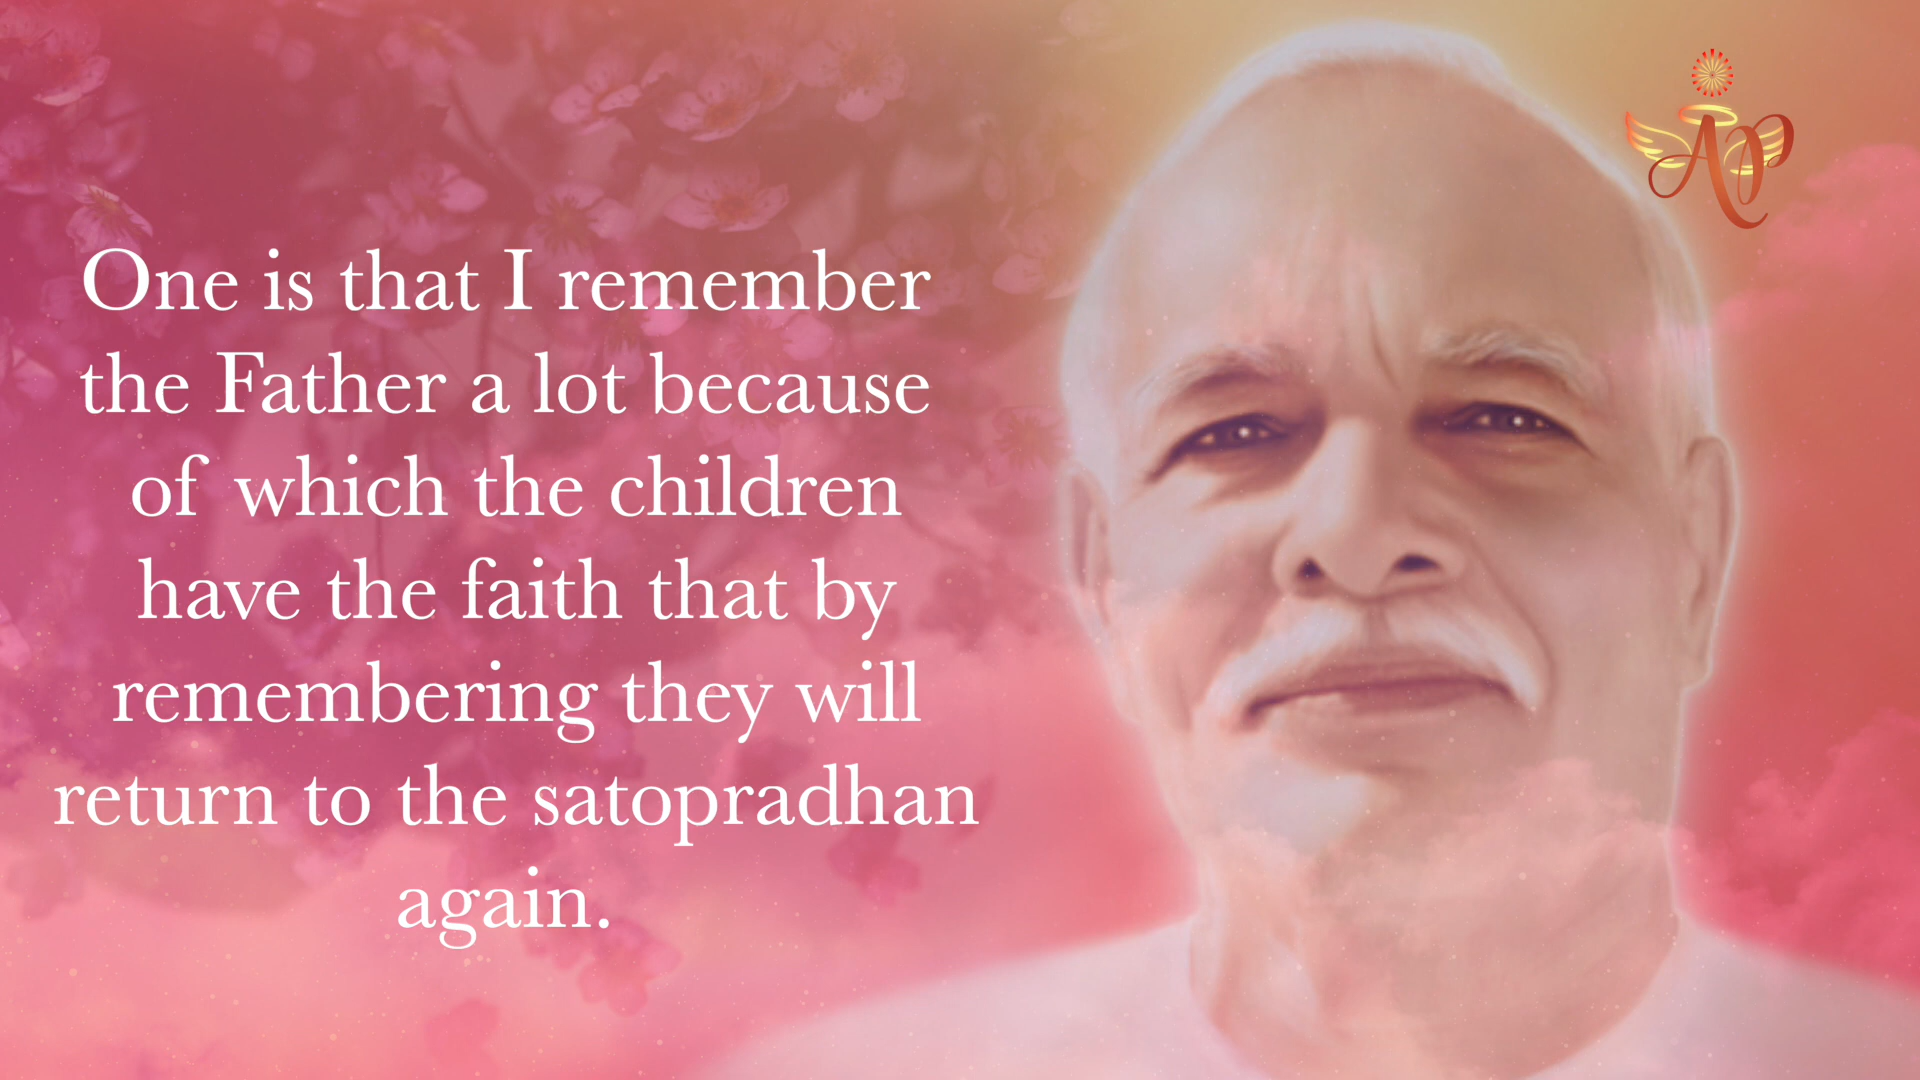 One is that I remember
the Father a lot because
of which the children
have the faith that by
remembering they will
return to the satopradhan
again.
AP